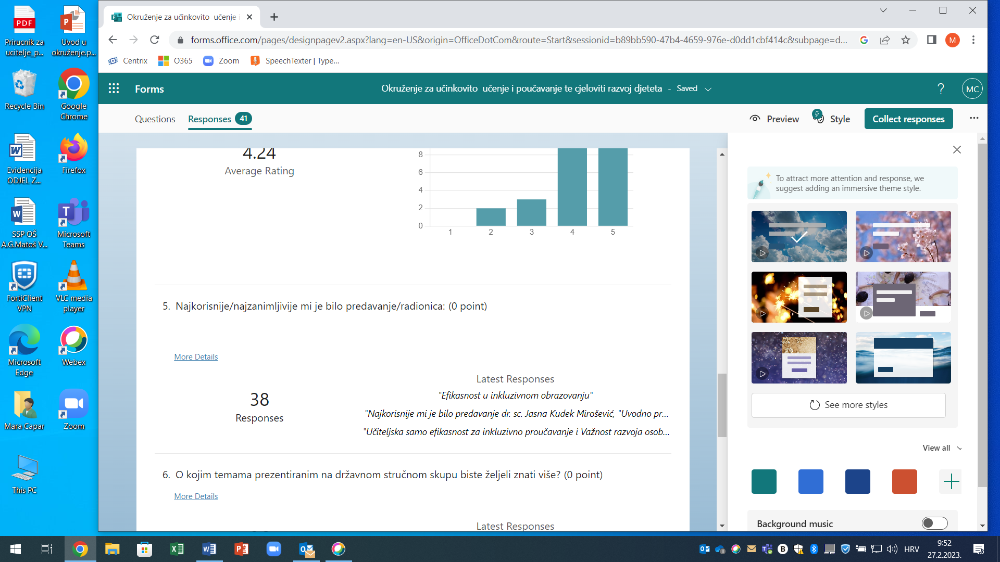 Okruženje za učinkovito  učenje i
forms.office.com/pages/designpagev2.aspx?lang=en-US&origin=OfficeDotCom&route=Start&sessionid=b89bb590-47b4-4659-976e-d0dd1cbf414c&subpage=d...
M
Centrix
O365
Zoom
SpeechTexter | Type...
Forms
Okruženje za učinkovito  učenje i poučavanje te cjeloviti razvoj djeteta - Saved
?
MC
Questions
Responses 41
Preview
Style
Collect responses
4.24
Average Rating
8
6
4
2
0
1 2 3 4 5
5. Najkorisnije/najzanimljivije mi je bilo predavanje/radionica: (0 point)
More Details
38
Responses
Latest Responses
"Efikasnost u inkluzivnom obrazovanju"
"Najkorisnije mi je bilo predavanje dr. sc. Jasna Kudek Mirošević, "Uvodno pr...
"Učiteljska samo efikasnost za inkluzivno proučavanje i Važnost razvoja osob...
6. O kojim temama prezentiranim na državnom stručnom skupu biste željeli znati više? (0 point)
More Details
Latest Responses
To attract more attention and response, we
suggest adding an immersive theme style.
See more styles
View all
Background music
PDF
Prirucnik za
ucitelje_p...
Uvod u
okruženje.p...
Recycle Bin
Google
Chrome
Evidencija
ODJEL Z...
Firefox
SSP OŠ
A.G.Matoš V...
Microsoft
Teams
FortiClient
VPN
VLC media
player
Microsoft
Edge
Webex
Mara Capar
Zoom
This PC
HRV
9:52
27.2.2023.